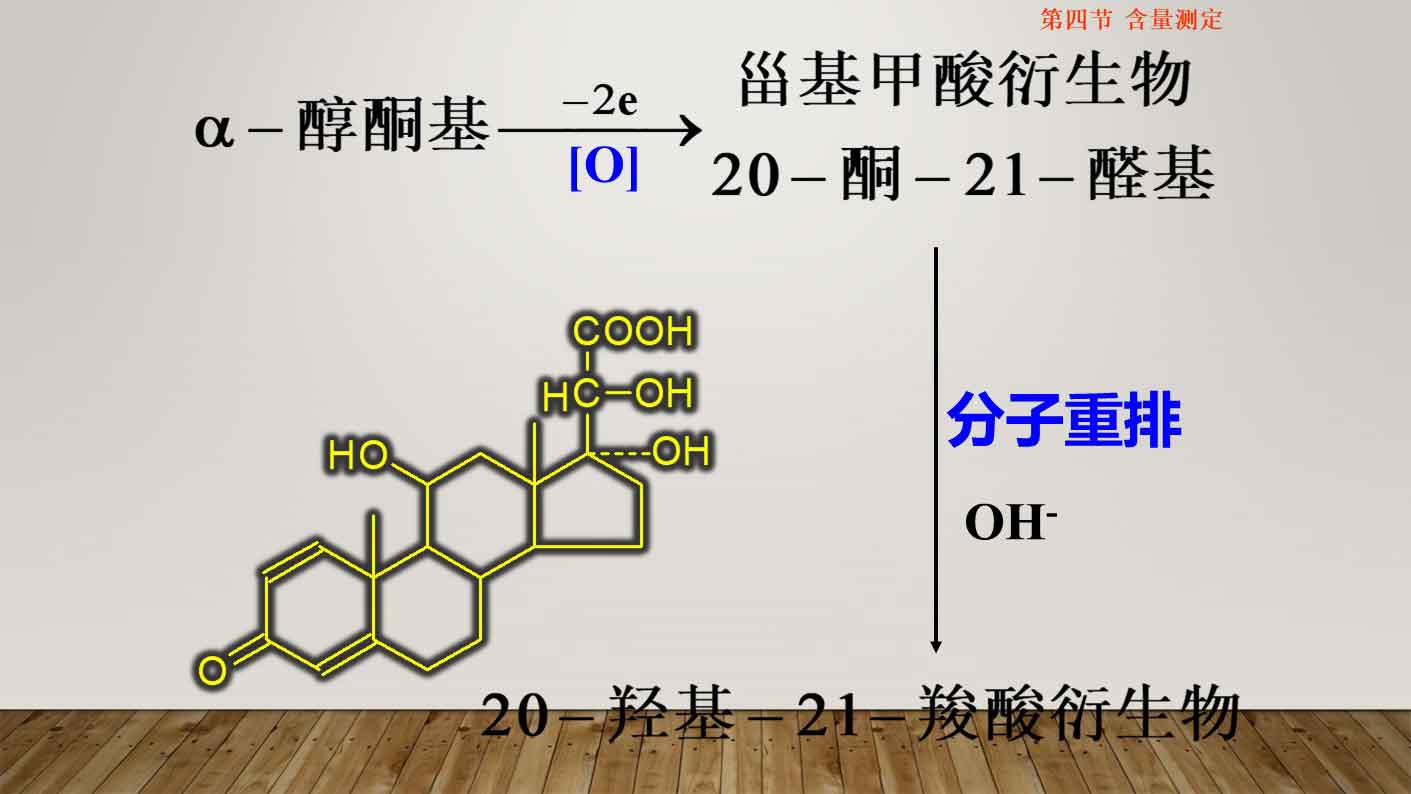 第四节 含量测定
α－醇酮基
−2e
[O]
甾基甲酸衍生物
20－酮－21－醛基
COOH
HC－OH
HO
OH
O
分子重排
OH-
20－羟基－21－羧酸衍生物